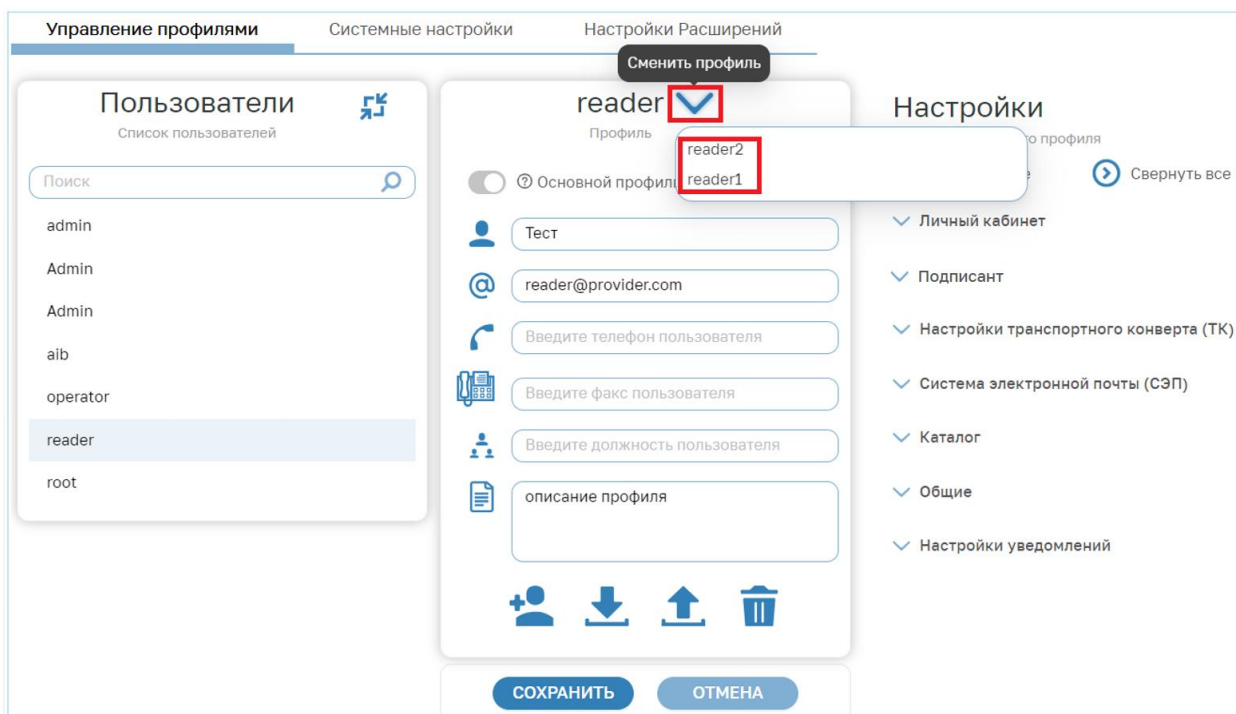 Управление профилями
Системные настройки
Настройки Расширений
Сменить профиль
Пользователи
Список пользователей
Поиск
admin
Admin
Admin
aib
operator
reader
root
reader
Профиль
reader2
reader1
Основной профиль
Тест
reader@provider.com
Введите телефон пользователя
Введите факс пользователя
Введите должность пользователя
описание профиля
СОХРАНИТЬ
ОТМЕНА
Настройки
профиля
Свернуть все
Личный кабинет
Подписант
Настройки транспортного конверта (ТК)
Система электронной почты (СЭП)
Каталог
Общие
Настройки уведомлений